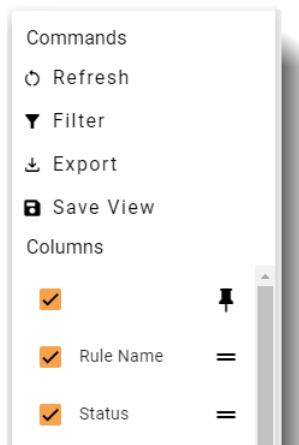 Commands
Refresh
Filter
Export
Save View
Columns
Rule Name
Status